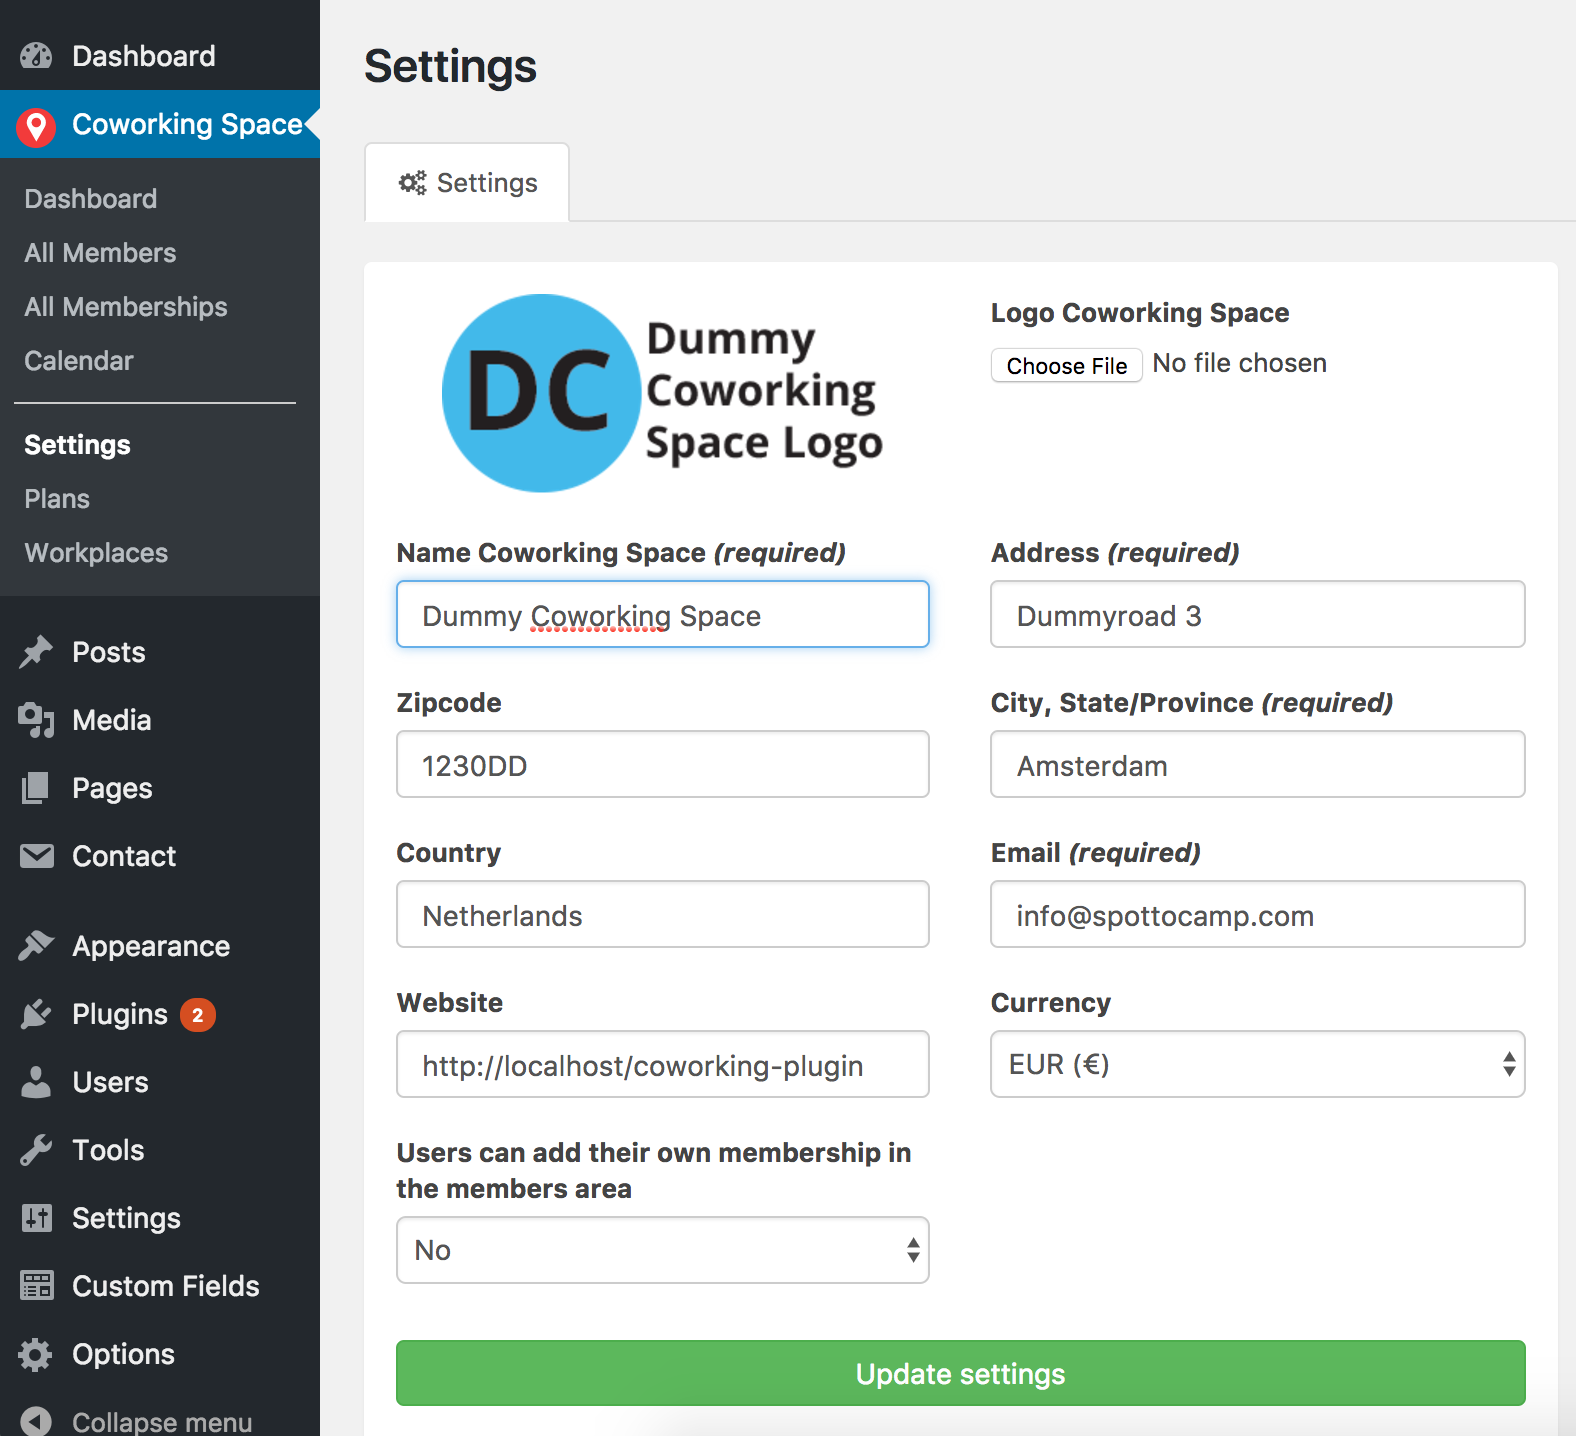 Dashboard
Coworking Space
Dashboard
All Members
All Memberships
Calendar
Settings
Plans
Workplaces
Posts
Media
Pages
Contact
Appearance
Plugins 2
Users
Tools
Settings
Custom Fields
Options
Collapse menu
Settings
Settings
DC
Dummy
Coworking
Space Logo
Logo Coworking Space
Choose File No file chosen
Name Coworking Space (required)
Dummy Coworking Space
Address (required)
Dummyroad 3
Zipcode
1230DD
City, State/Province (required)
Amsterdam
Country
Netherlands
Email (required)
info@spottocamp.com
Website
http://localhost/coworking-plugin
Currency
EUR (€)
Users can add their own membership in
the members area
No
Update settings